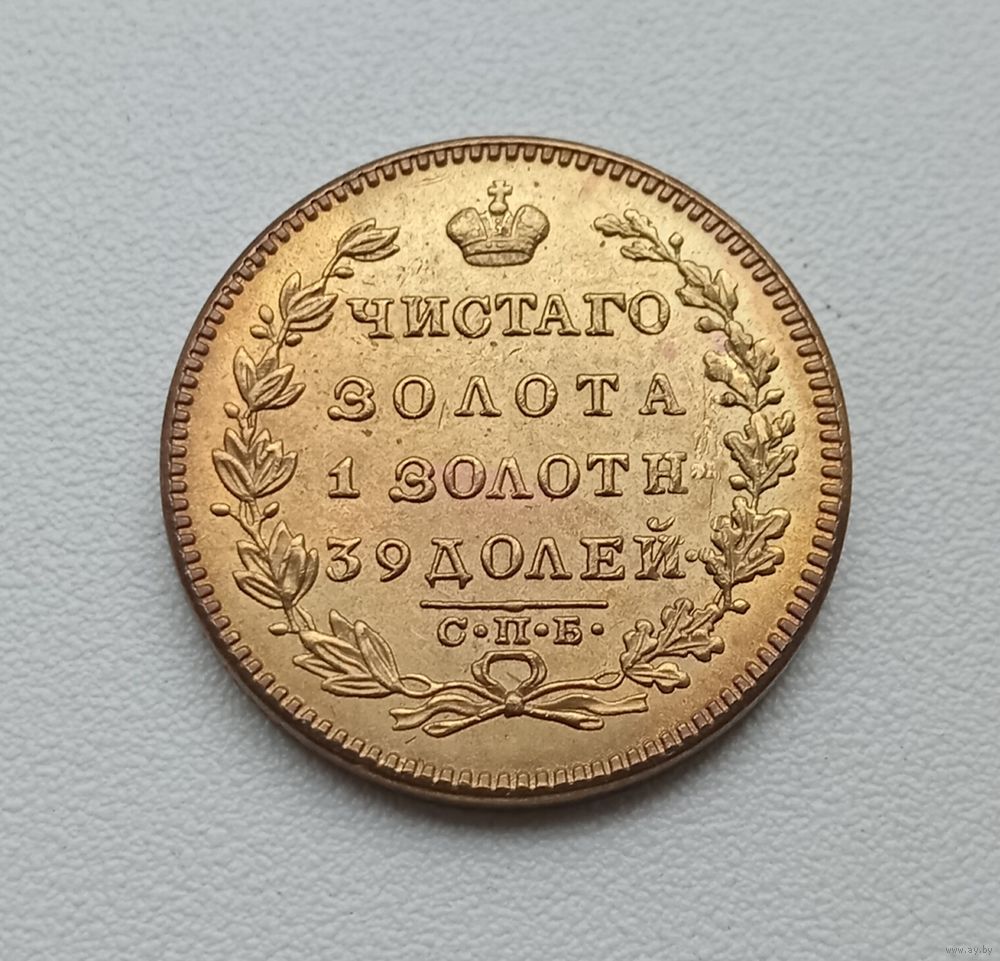 ЧИСТАГО
ЗОЛОТА
1 ЗОЛОТН
39 ДОЛЕЙ·
С·П·Б·
www.ay.by